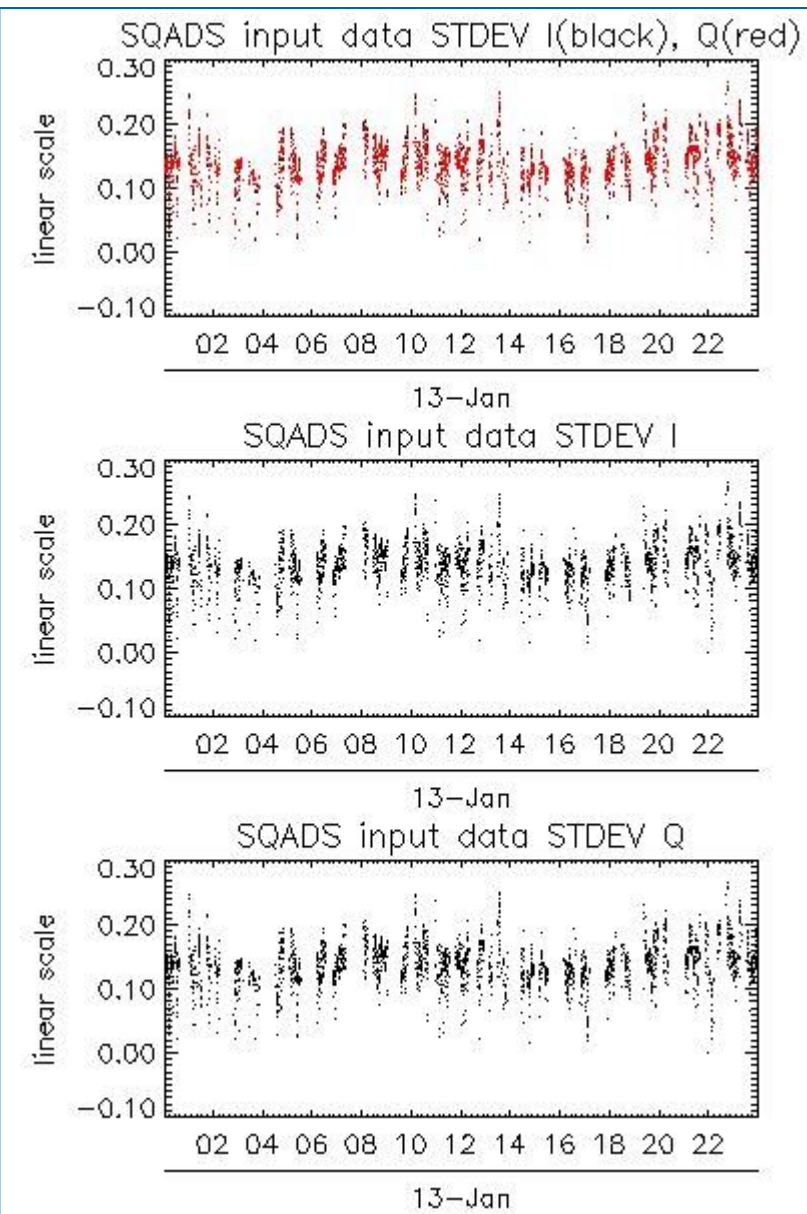 SQADS input data STDEV I(black), Q(red)
0.30
0.20
0.10
0.00
-0.10
linear scale
02 04 06 08 10 12 14 16 18 20 22
13-Jan
SQADS input data STDEV I
0.30
0.20
0.10
0.00
-0.10
linear scale
02 04 06 08 10 12 14 16 18 20 22
13-Jan
SQADS input data STDEV Q
0.30
0.20
0.10
0.00
-0.10
linear scale
02 04 06 08 10 12 14 16 18 20 22
13-Jan